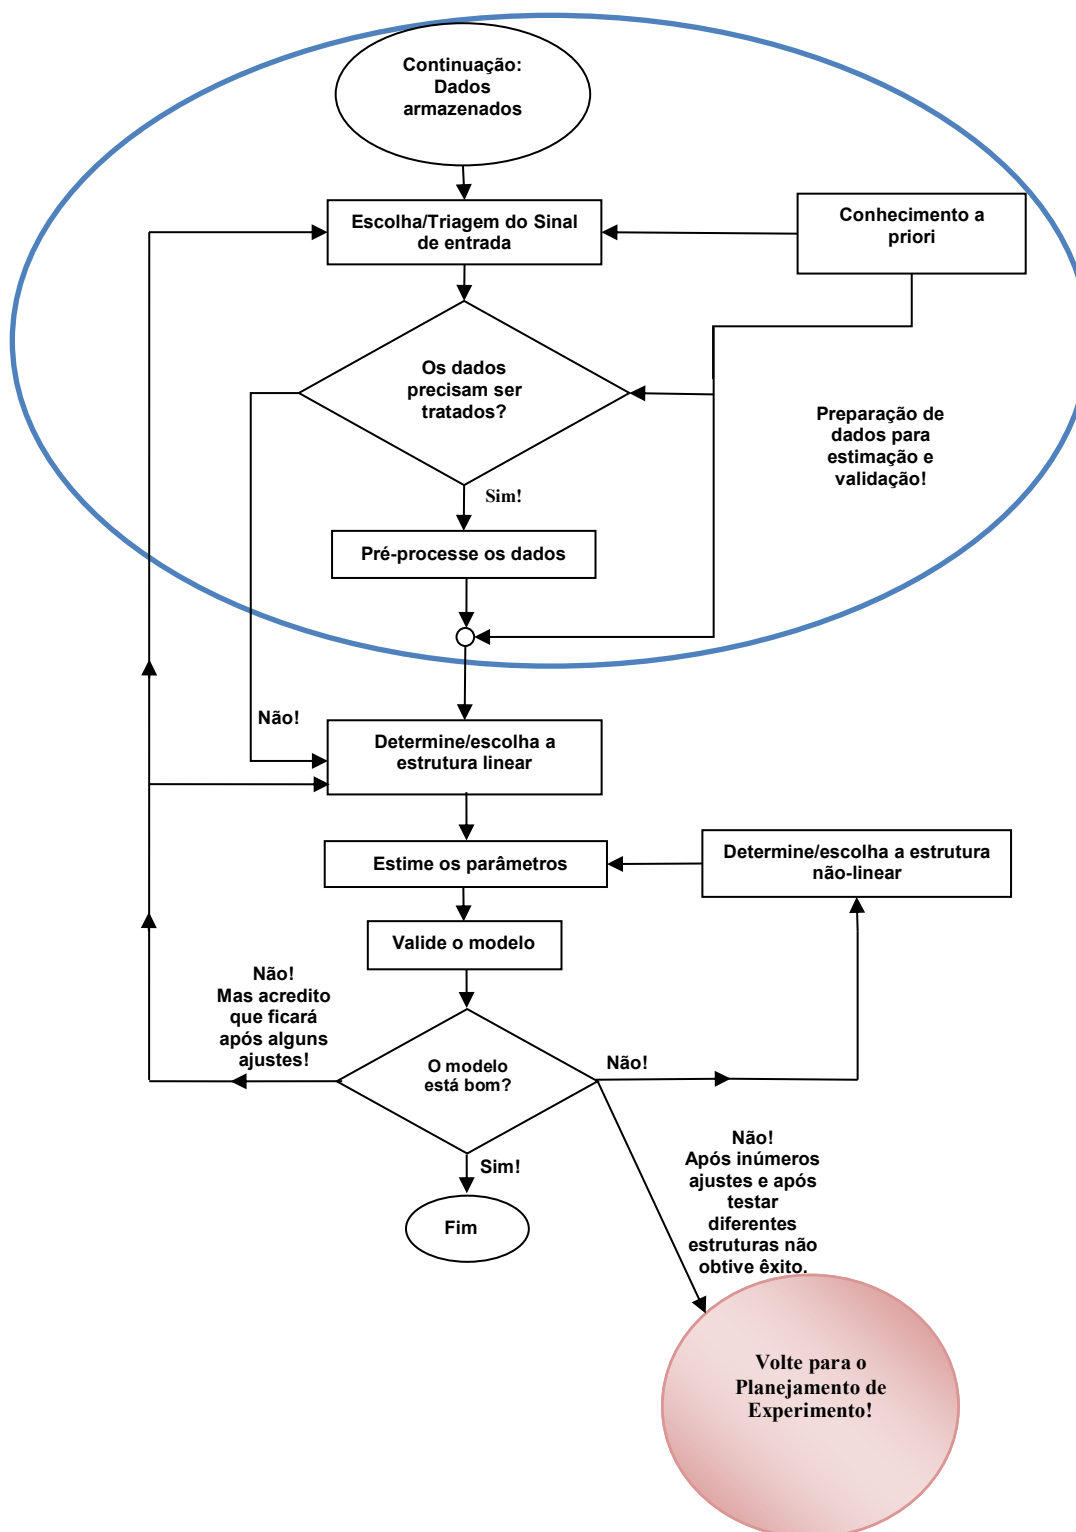 Continuação:
Dados
armazenados
Escolha/Triagem do Sinal
de entrada
Conhecimento a
priori
Os dados
precisam ser
tratados?
Preparação de
dados para
estimação e
validação!
Sim!
Pré-processe os dados
Não!
Determine/escolha a
estrutura linear
Estime os parâmetros
Determine/escolha a estrutura
não-linear
Valide o modelo
Não!
Mas acredito
que ficará
após alguns
ajustes!
O modelo
está bom?
Não!
Sim!
Não!
Após inúmeros
ajustes e após
testar
diferentes
estruturas não
obtive êxito.
Fim
Volte para o
Planejamento de
Experimento!